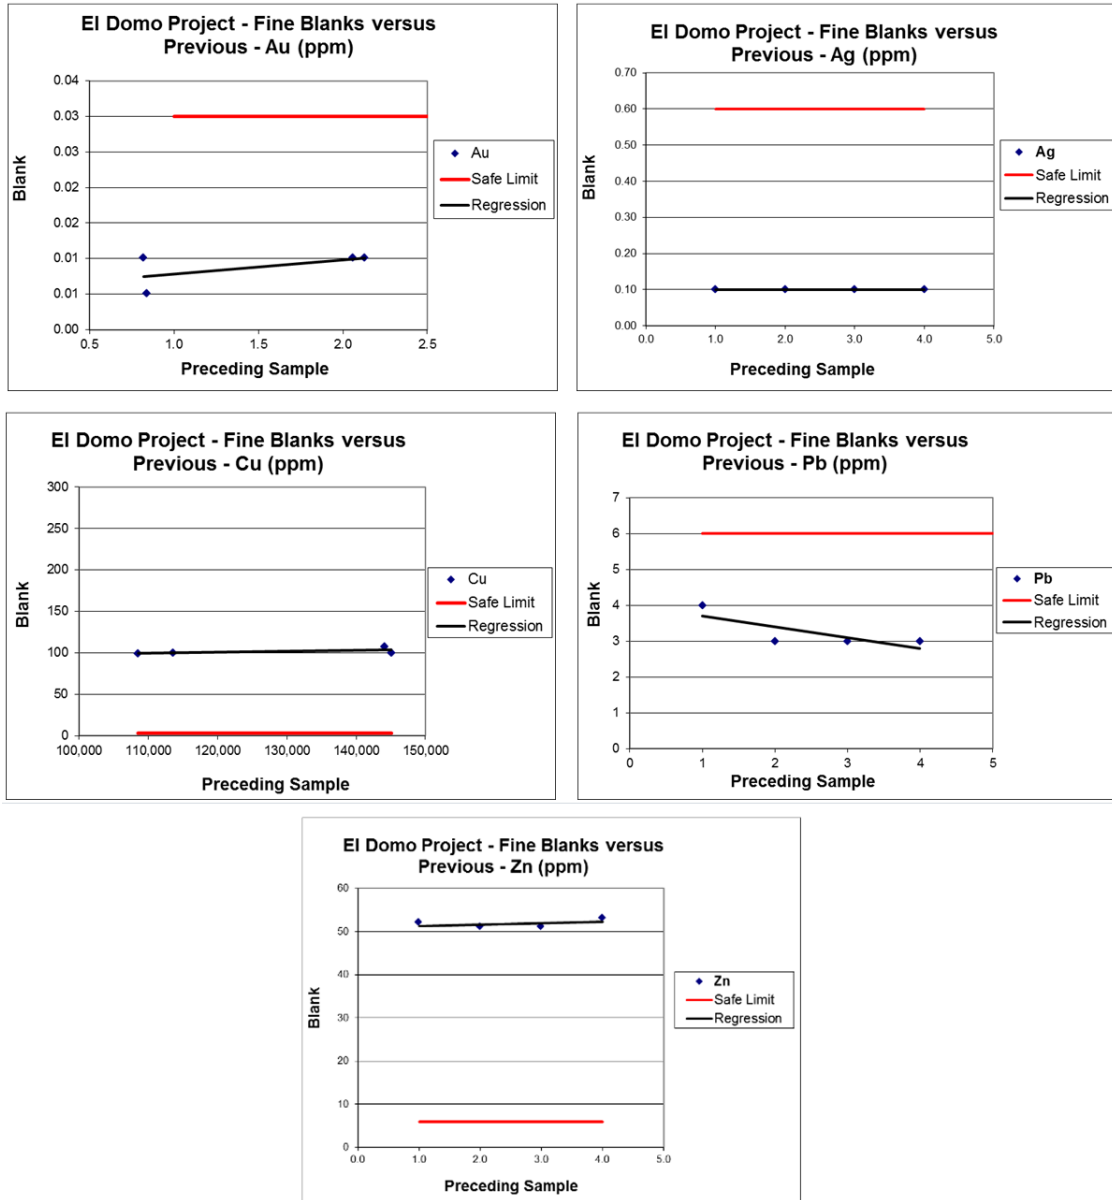 El Domo Project - Fine Blanks versus
Previous - Au (ppm)
0.04
0.03
0.03
0.02
0.02
0.01
0.01
0.00
0.5
1.0
1.5
2.0
2.5
Blank
Preceding Sample
Au
Safe Limit
Regression
El Domo Project - Fine Blanks versus
Previous - Ag (ppm)
0.70
0.60
0.50
0.40
0.30
0.20
0.10
0.00
0.0
1.0
2.0
3.0
4.0
5.0
Blank
Preceding Sample
Ag
Safe Limit
Regression
El Domo Project - Fine Blanks versus
Previous - Cu (ppm)
300
250
200
150
100
50
0
100,000
110,000
120,000
130,000
140,000
150,000
Blank
Preceding Sample
Cu
Safe Limit
Regression
El Domo Project - Fine Blanks versus
Previous - Pb (ppm)
7
6
5
4
3
2
1
0
0
1
2
3
4
5
Blank
Preceding Sample
Pb
Safe Limit
Regression
El Domo Project - Fine Blanks versus
Previous - Zn (ppm)
60
50
40
30
20
10
0
0.0
1.0
2.0
3.0
4.0
5.0
Blank
Preceding Sample
Zn
Safe Limit
Regression